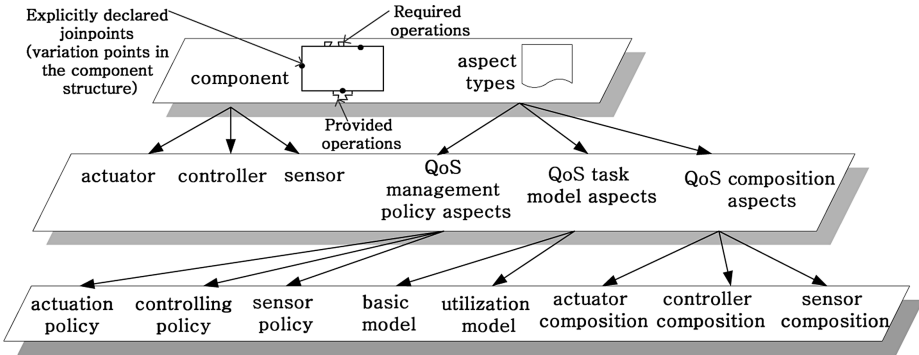 Explicitly declared
joinpoints
(variation points in
the component
structure)
Required
operations
component
aspect
types
Provided
operations
actuator
controller
sensor
QoS
management
policy aspects
QoS task
model aspects
QoS composition
aspects
actuation
policy
controlling
policy
sensor
policy
basic
model
utilization
model
actuator
composition
controller
composition
sensor
composition